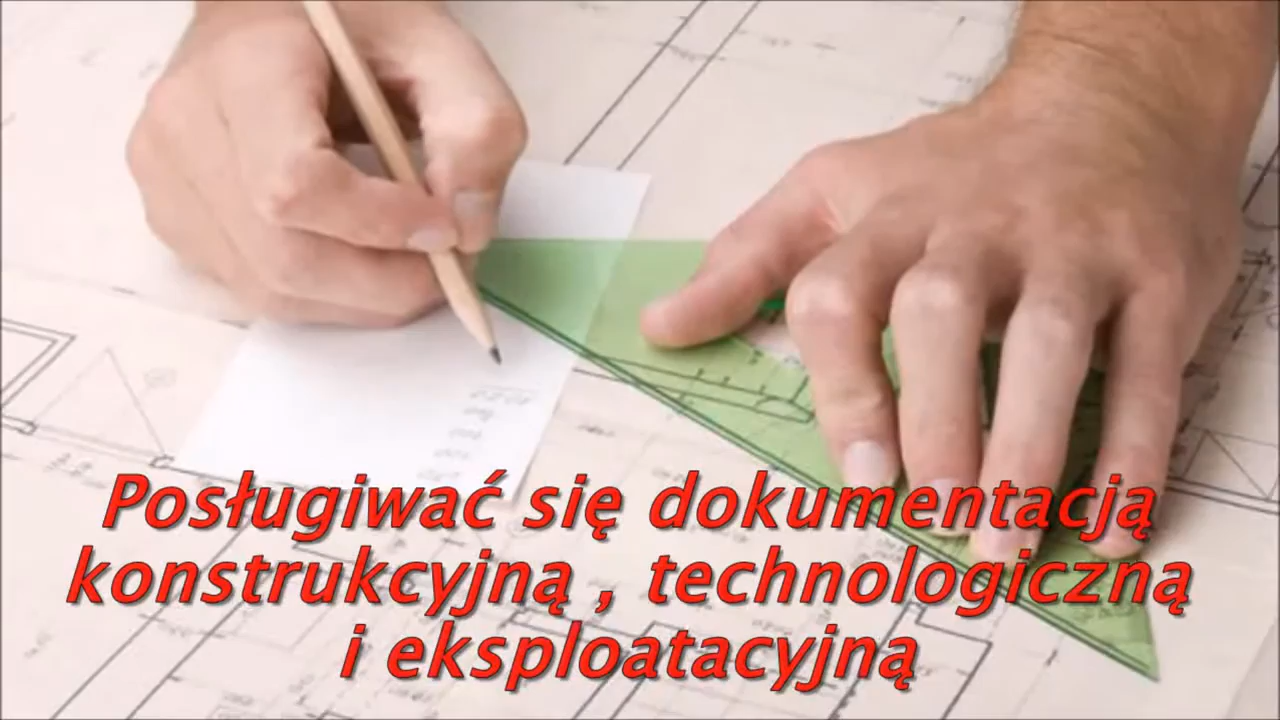 Posługiwać się dokumentacją
konstrukcyjną , technologiczną
i eksploatacyjną